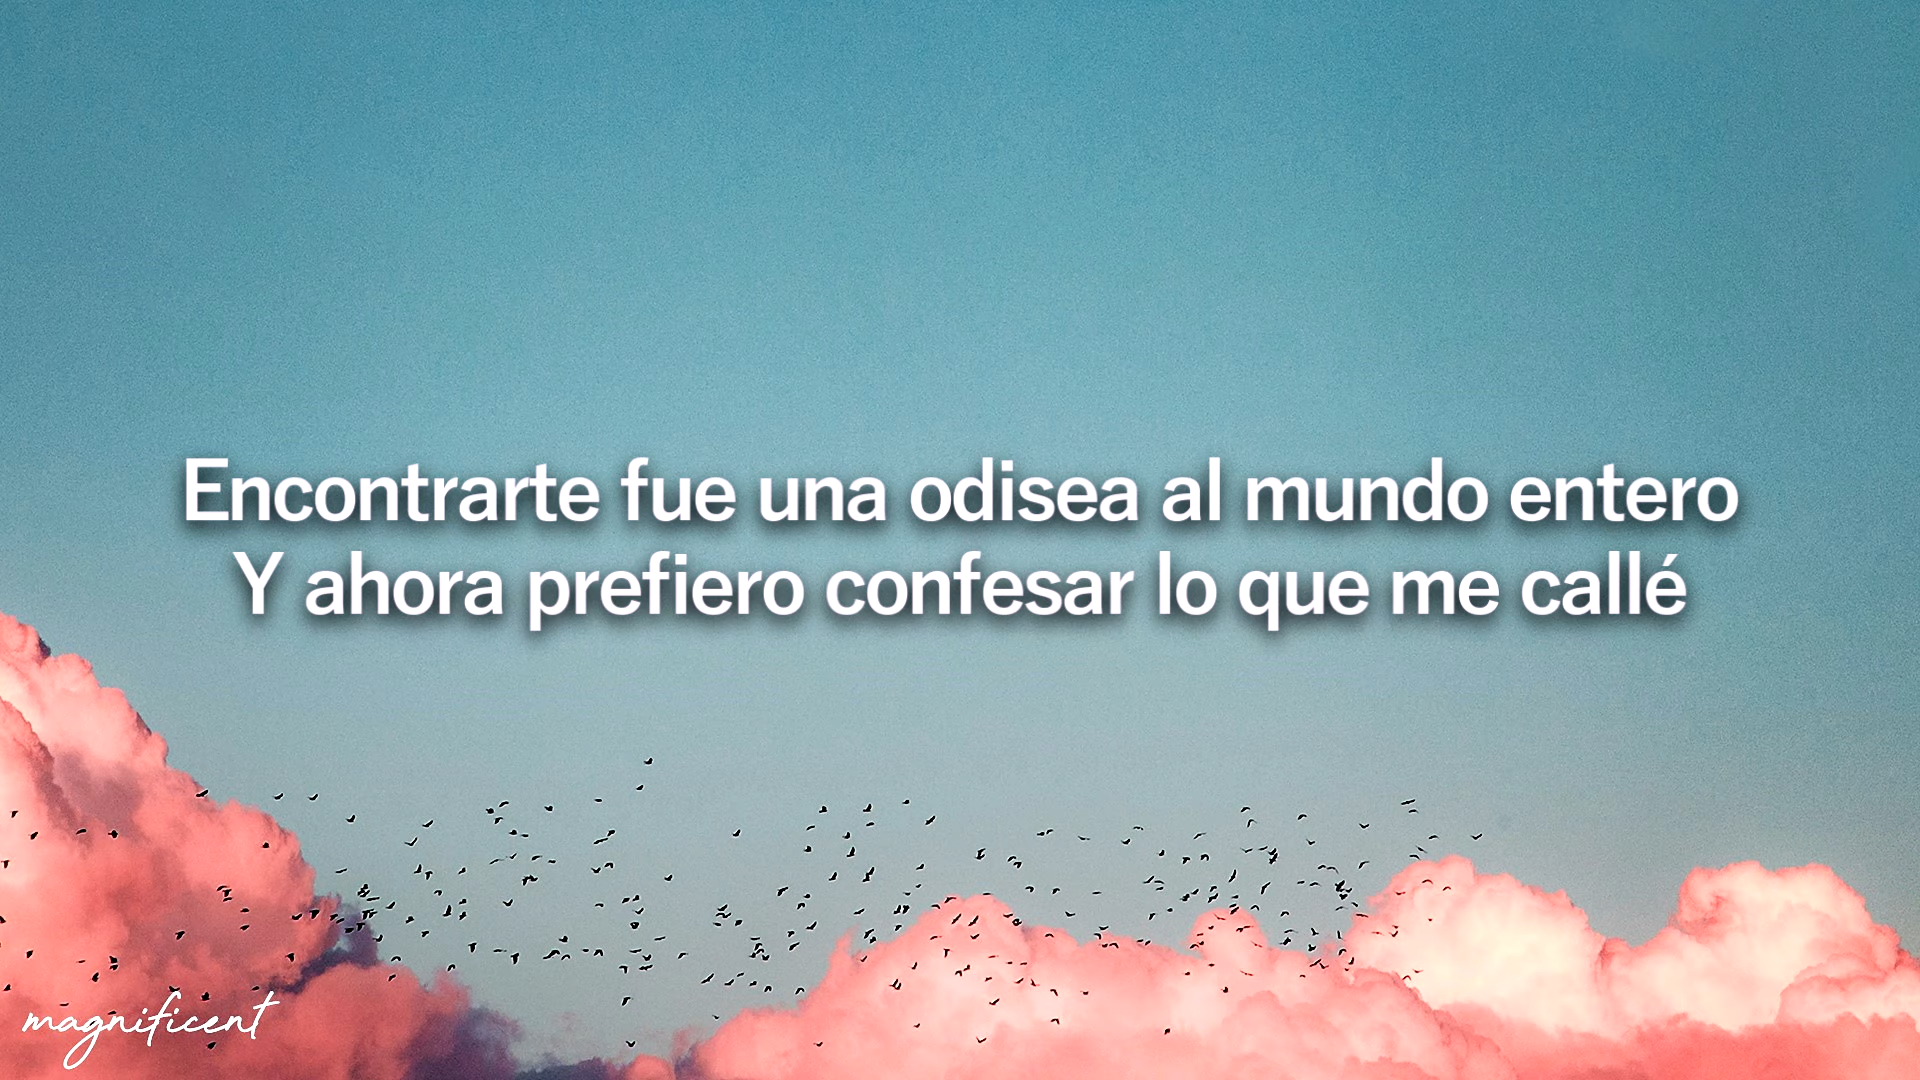 Encontrarte fue una odisea al mundo entero
Y ahora prefiero confesar lo que me callé
magnificent